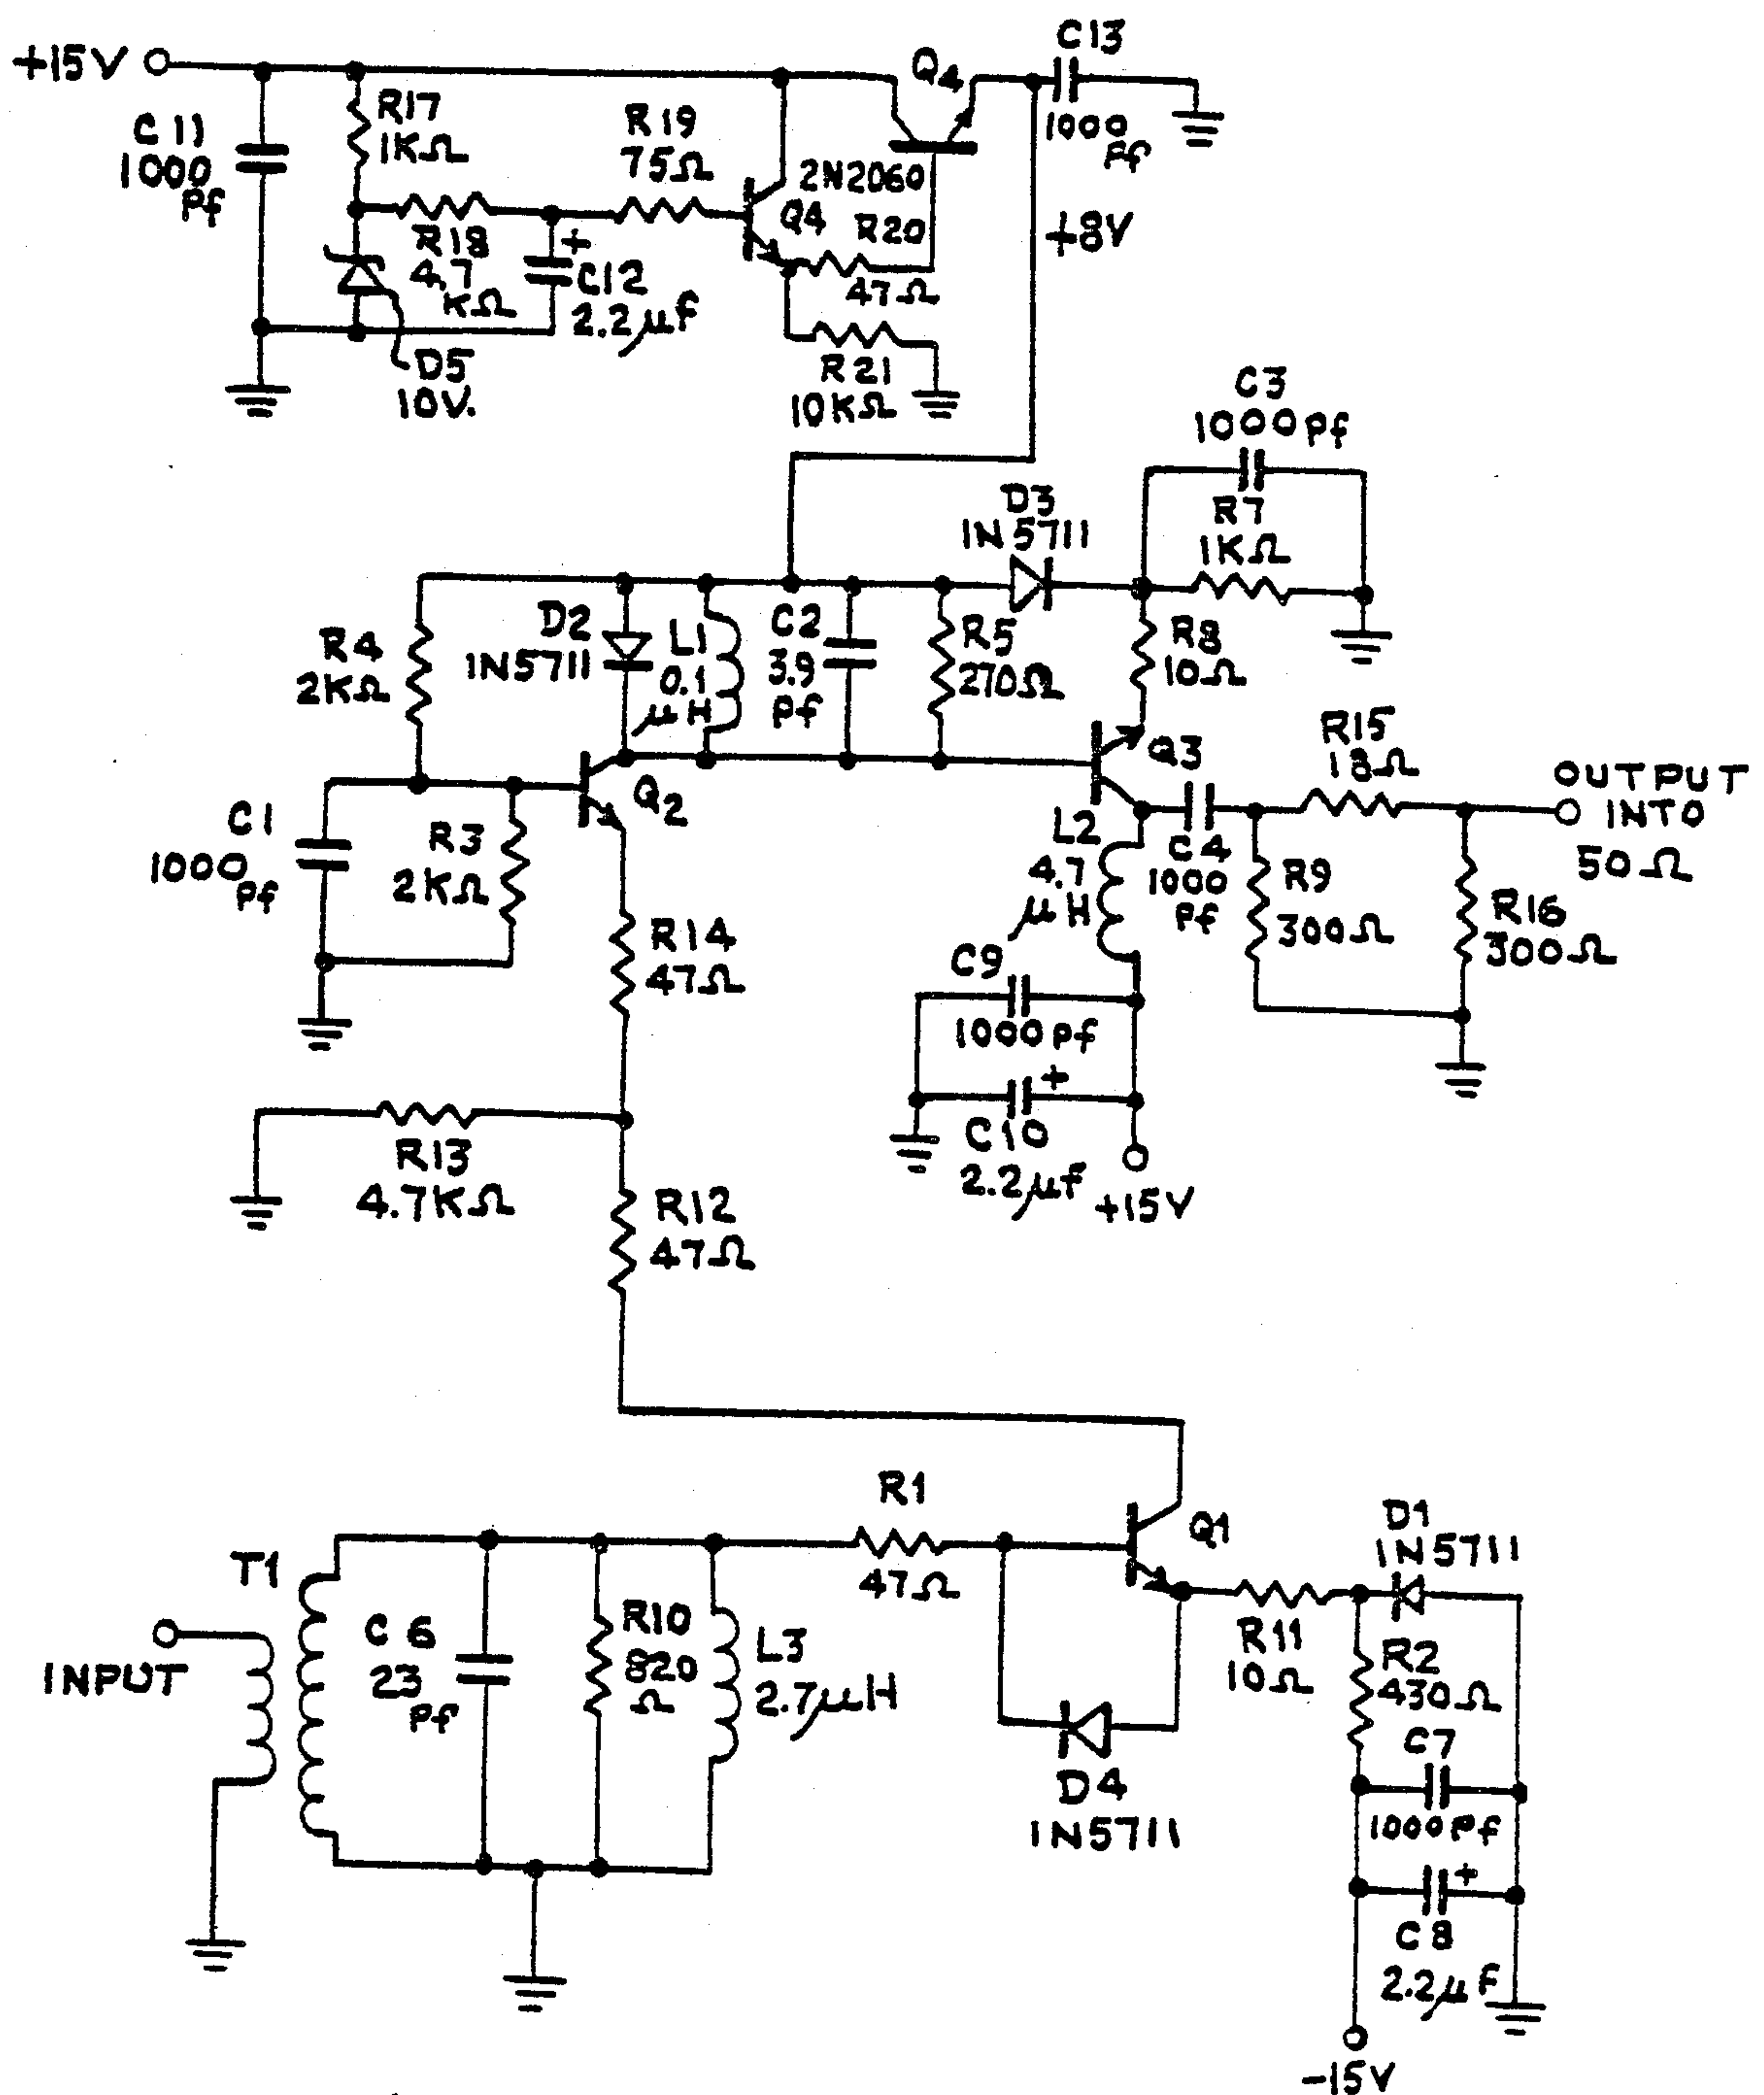 +15V
C11
1000
Pf
R17
1KΩ
R18
4.7
KΩ
D5
10V.
C12
+
2.2μf
R19
75Ω
Q4
2N2060
Q4
R20
47Ω
R21
10KΩ
C13
1000
Pf
+8V
C3
1000Pf
R7
1KΩ
D3
1N5711
R4
2KΩ
D2
1N5711
L1
0.1
μH
C2
3.9
Pf
R5
270Ω
R8
10Ω
Q2
Q3
C1
1000
Pf
R3
2KΩ
R14
47Ω
L2
4.7
μH
C4
1000
Pf
R15
18Ω
OUTPUT
INTO
50Ω
R9
300Ω
R16
300Ω
C9
1000Pf
+
C10
2.2μf
+15V
R13
4.7KΩ
R12
47Ω
T1
INPUT
C6
23
Pf
R10
820
Ω
L3
2.7μH
R1
47Ω
Q1
D1
1N5711
R11
10Ω
R2
430Ω
D4
1N5711
C7
1000Pf
+
C8
2.2μF
-15V